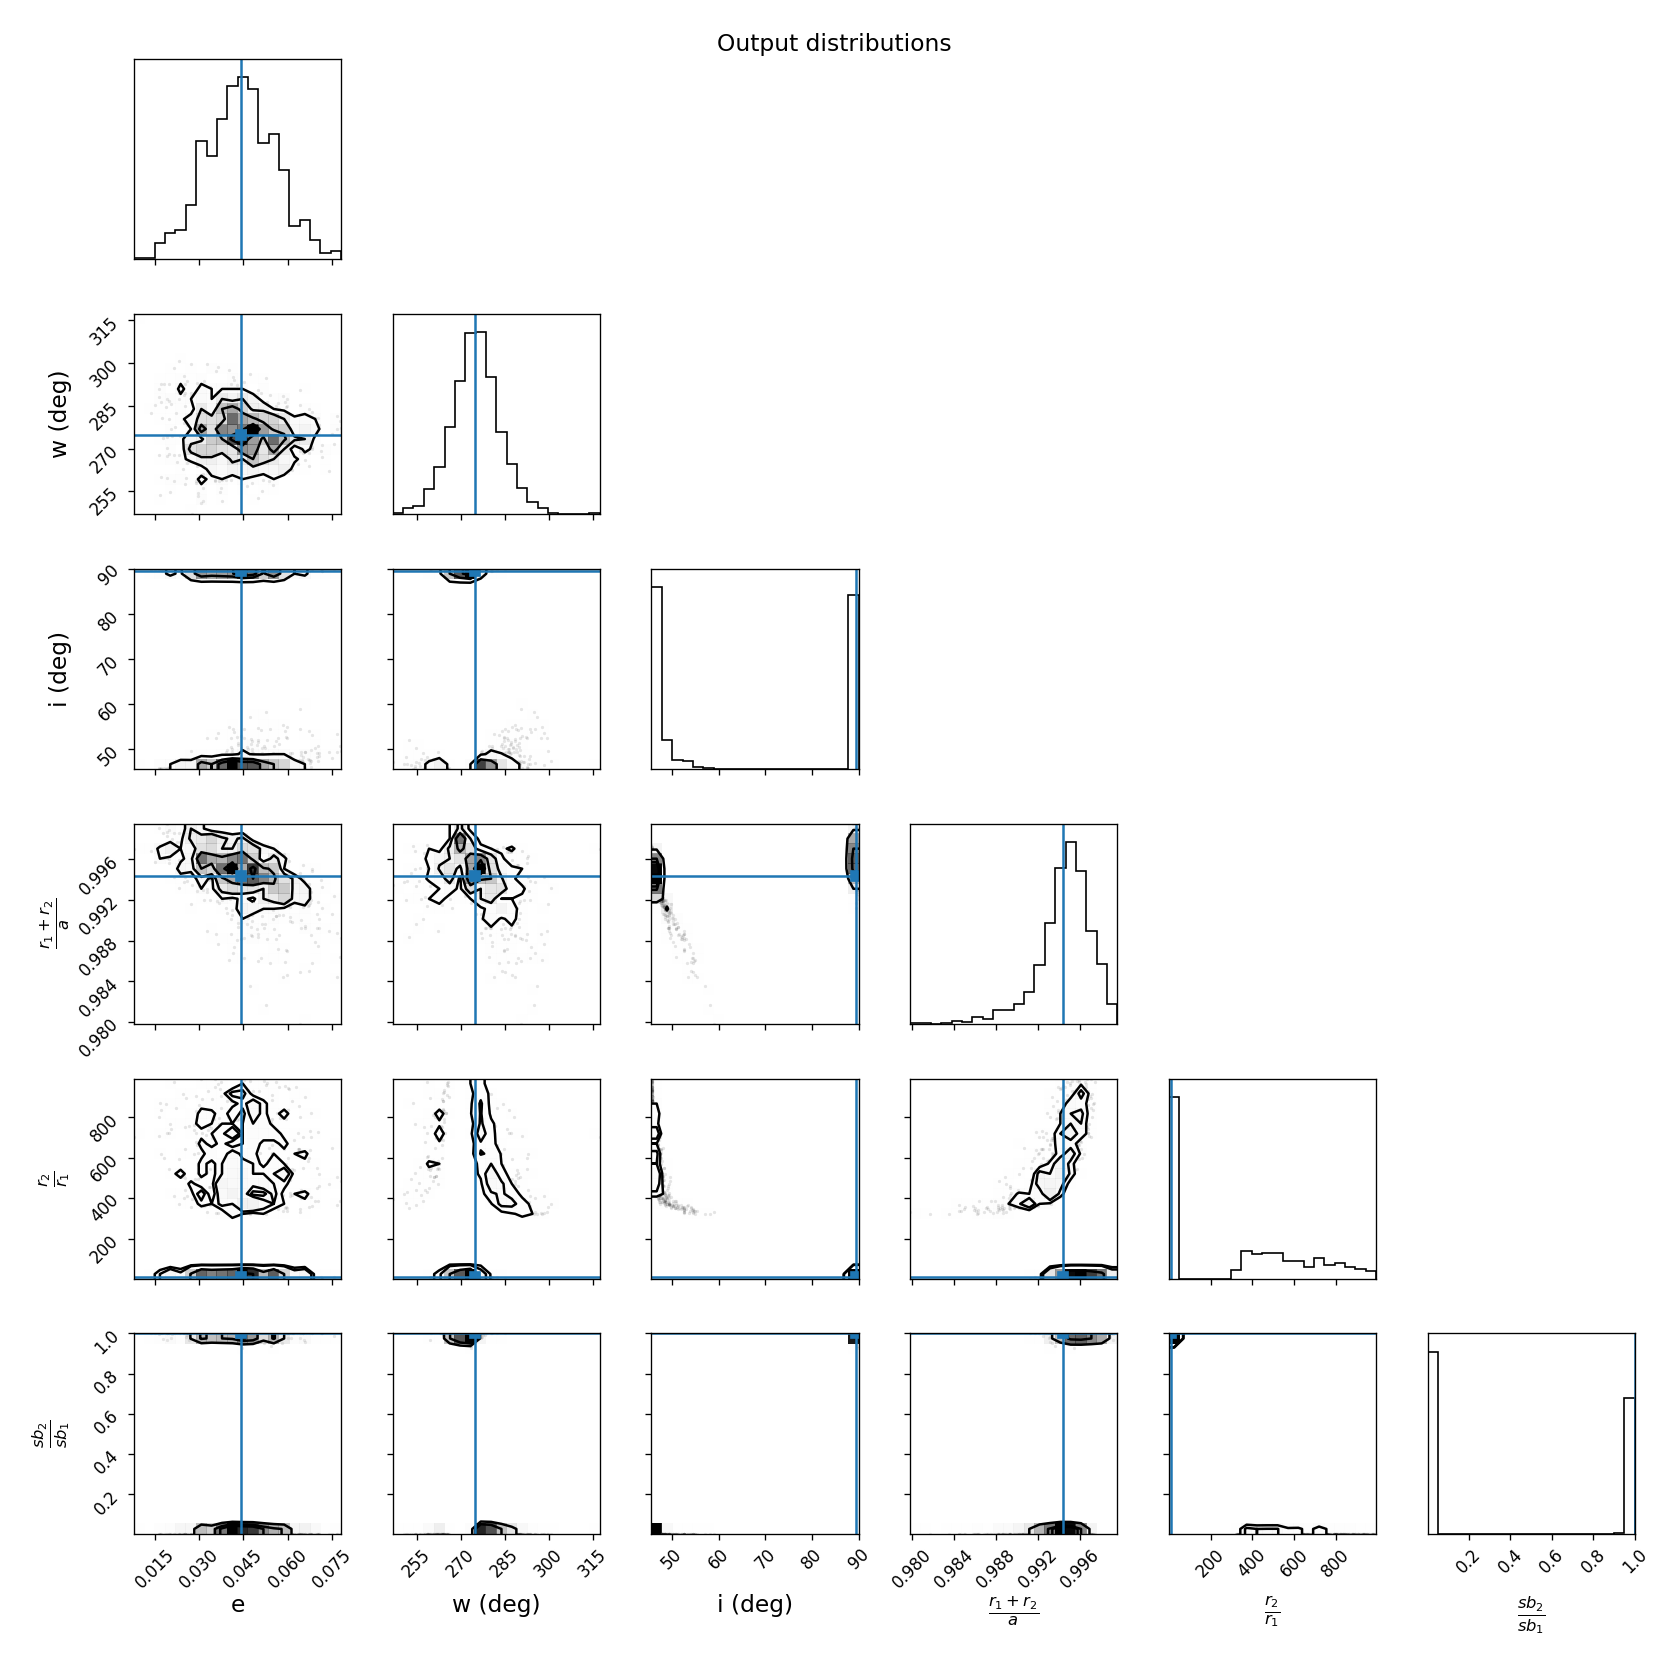 Output distributions
w (deg)
315
300
285
270
255
i (deg)
90
80
70
60
50
r₁ + r₂
a
0.996
0.992
0.988
0.984
0.980
r₂
r₁
800
600
400
200
sb₂
sb₁
1.0
0.8
0.6
0.4
0.2
0.015 0.030 0.045 0.060 0.075
255 270 285 300 315
50 60 70 80 90
0.980 0.984 0.988 0.992 0.996
200 400 600 800
0.2 0.4 0.6 0.8 1.0
e
w (deg)
i (deg)
r₁ + r₂
a
r₂
r₁
sb₂
sb₁